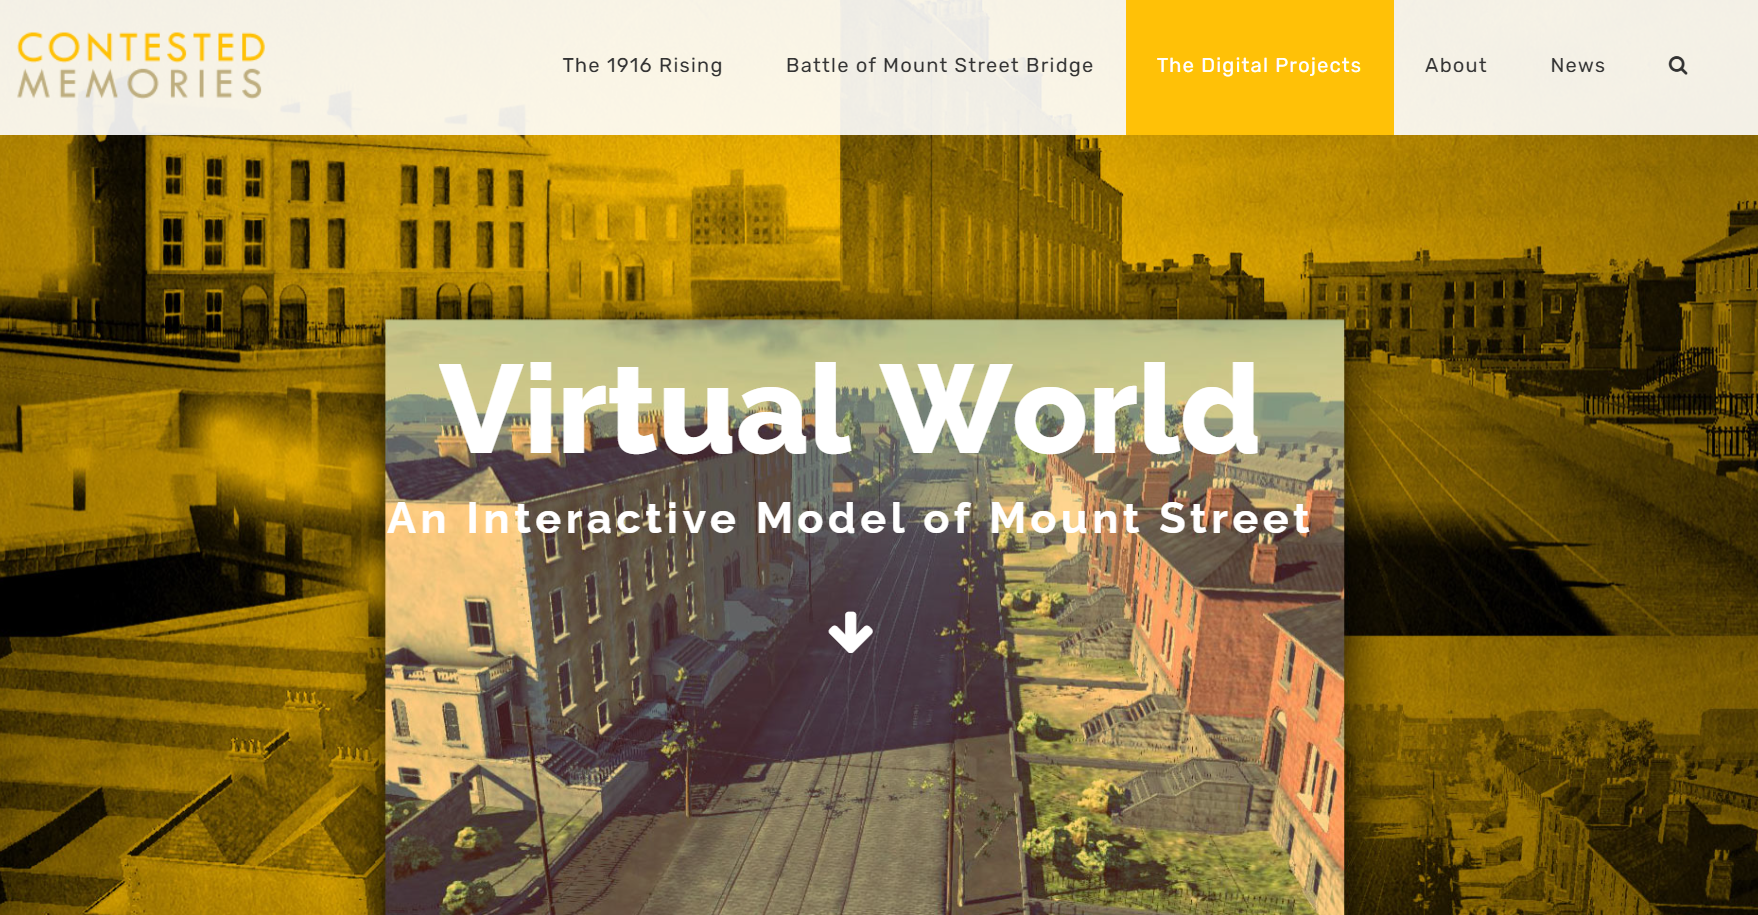 CONTESTED
MEMORIES
The 1916 Rising
Battle of Mount Street Bridge
The Digital Projects
About
News
Virtual World
An Interactive Model of Mount Street